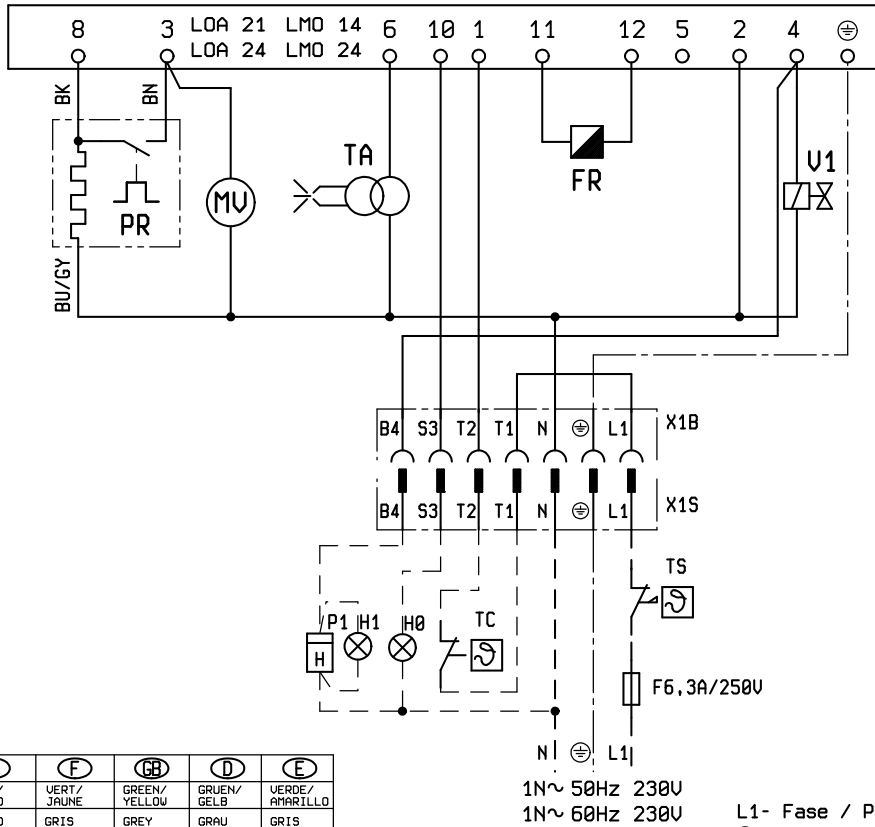 8 3 LOA 21 LMO 14 6 10 1 11 12 5 2 4
LOA 24 LMO 24
BK BN
TA
FR
V1
MV
PR
BU/GY
B4 S3 T2 T1 N L1 X1B
B4 S3 T2 T1 N L1 X1S
TS
P1 H1 H0 TC
H
F6,3A/250V
N L1
1N~ 50Hz 230V
1N~ 60Hz 230V
L1- Fase / P
F GB D E
VERT/ GREEN/ GRUEN/ VERDE/
JAUNE YELLOW GELB AMARILLO
GRIS GREY GRAU GRIS